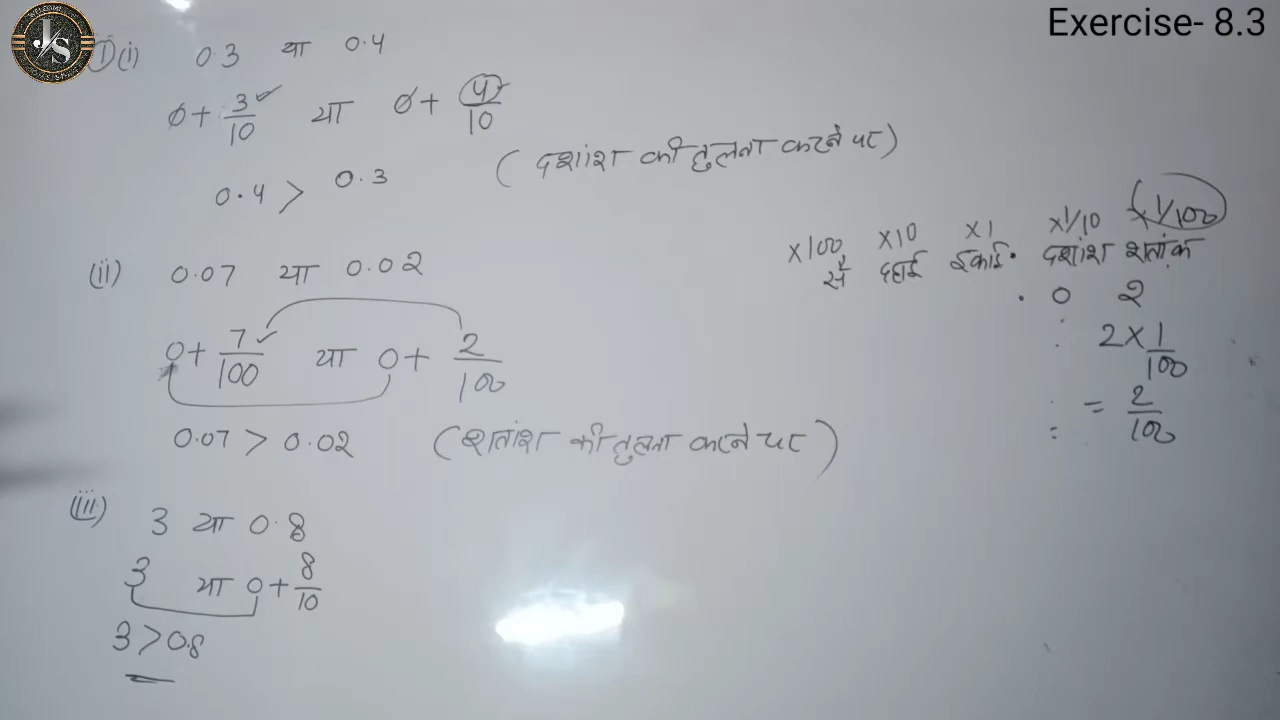 Exercise- 8.3
WELCOME
J/S
① (i) 0.3 या 0.4
0 + 3/10 ✓ या 0 + 4/10
(दशांश की तुलना करने पर)
0.4 > 0.3
×100 ×10 ×1 ×1/10 ×1/100
सै दहाई इकाई • दशांश शतांक
(ii) 0.07 या 0.02
. 0 2
0 + 7/100 ✓ या 0 + 2/100
2 × 1/100
= 2/100
0.07 > 0.02 (शतांश की तुलना करने पर)
(iii) 3 या 0.8
3 या 0 + 8/10
3 > 0.8